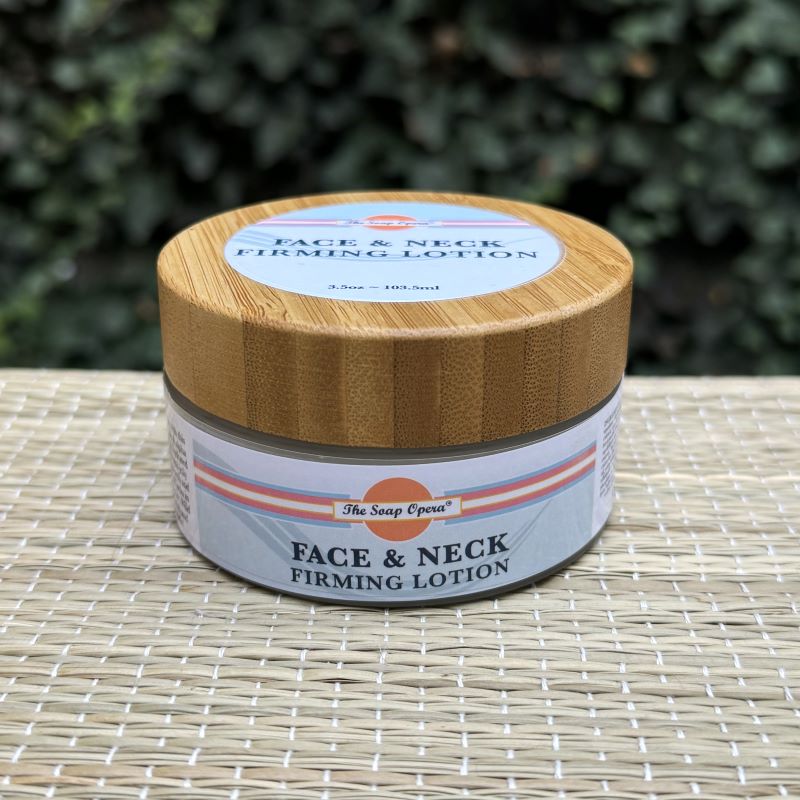 The Soap Opera
FACE & NECK
FIRMING LOTION
3.5oz ~ 103.5ml
The Soap Opera®
FACE & NECK
FIRMING LOTION